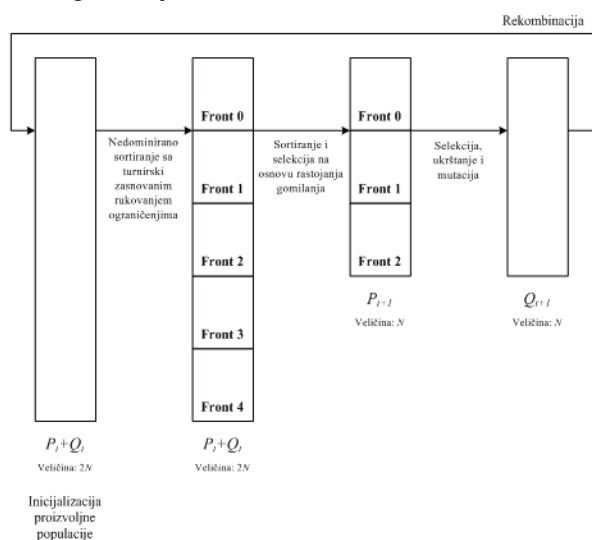 Rekombinacija
Front 0
Front 1
Front 2
Front 3
Front 4
Front 0
Front 1
Front 2
Nedominirano
sortiranje sa
turnirski
zasnovanim
rukovanjem
ograničenjima
Sortiranje i
selekcija na
osnovu rastojanja
gomilanja
Selekcija,
ukrštanje i
mutacija
P_{t+1}
Veličina: N
Q_{t+1}
Veličina: N
P_t+Q_t
Veličina: 2N
P_t+Q_t
Veličina: 2N
Inicijalizacija
proizvoljne
populacije